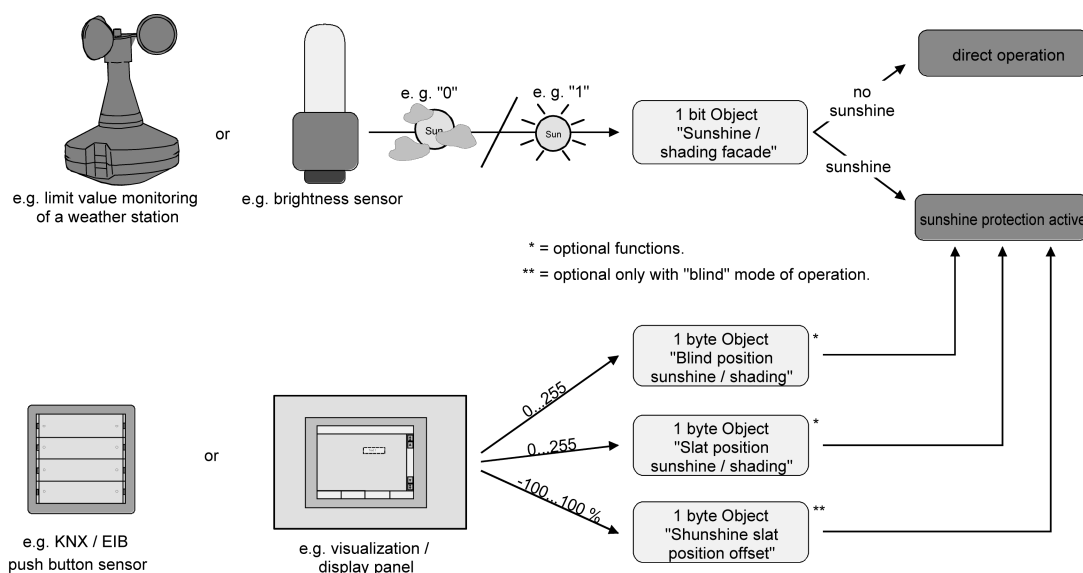 e. g. "0"
e. g. "1"
Sun
Sun
or
e.g. limit value monitoring
of a weather station
e.g. brightness sensor
1 bit Object
"Sunshine /
shading facade"
no
sunshine
sunshine
direct operation
sunshine protection active
* = optional functions.
** = optional only with "blind" mode of operation.
1 byte Object
"Blind position
sunshine / shading"
*
0...255
1 byte Object
"Slat position
sunshine / shading"
*
0...255
1 byte Object
"Shunshine slat
position offset"
**
-100...100 %
or
e.g. KNX / EIB
push button sensor
e.g. visualization /
display panel